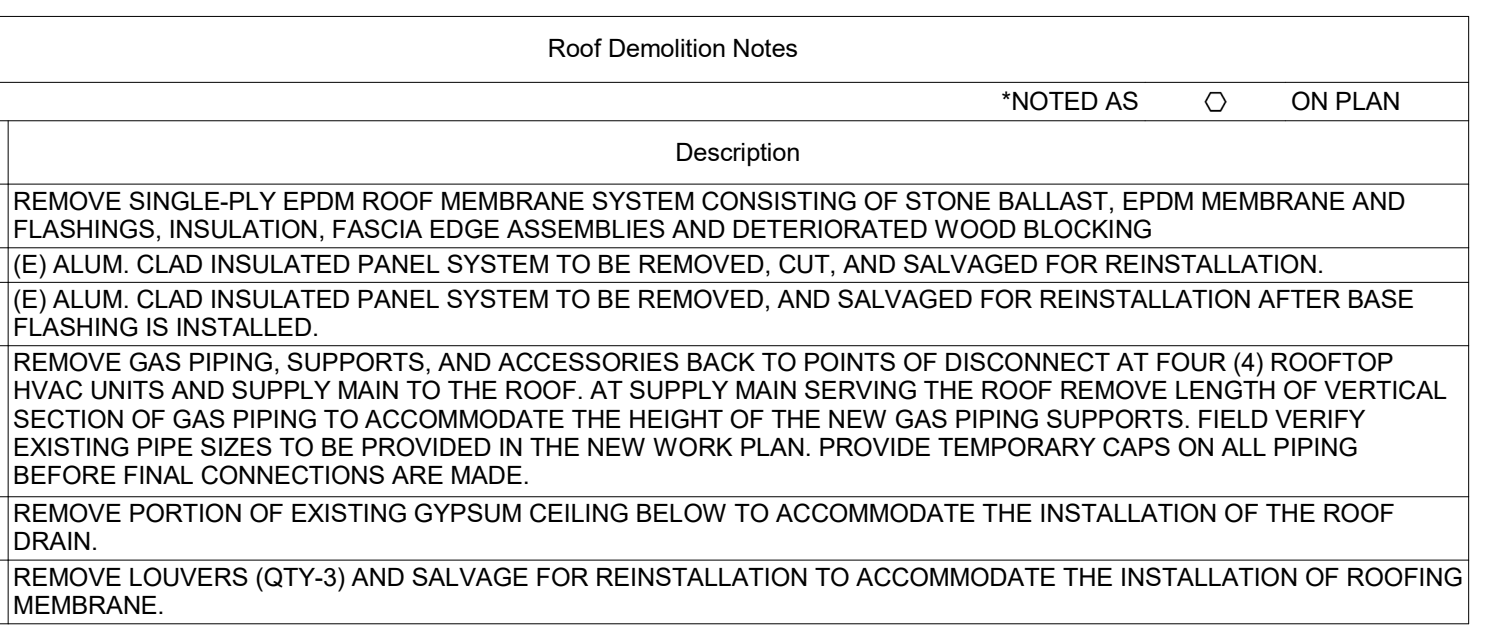 Roof Demolition Notes
*NOTED AS ON PLAN
Description
REMOVE SINGLE-PLY EPDM ROOF MEMBRANE SYSTEM CONSISTING OF STONE BALLAST, EPDM MEMBRANE AND
FLASHINGS, INSULATION, FASCIA EDGE ASSEMBLIES AND DETERIORATED WOOD BLOCKING
(E) ALUM. CLAD INSULATED PANEL SYSTEM TO BE REMOVED, CUT, AND SALVAGED FOR REINSTALLATION.
(E) ALUM. CLAD INSULATED PANEL SYSTEM TO BE REMOVED, AND SALVAGED FOR REINSTALLATION AFTER BASE
FLASHING IS INSTALLED.
REMOVE GAS PIPING, SUPPORTS, AND ACCESSORIES BACK TO POINTS OF DISCONNECT AT FOUR (4) ROOFTOP
HVAC UNITS AND SUPPLY MAIN TO THE ROOF. AT SUPPLY MAIN SERVING THE ROOF REMOVE LENGTH OF VERTICAL
SECTION OF GAS PIPING TO ACCOMMODATE THE HEIGHT OF THE NEW GAS PIPING SUPPORTS. FIELD VERIFY
EXISTING PIPE SIZES TO BE PROVIDED IN THE NEW WORK PLAN. PROVIDE TEMPORARY CAPS ON ALL PIPING
BEFORE FINAL CONNECTIONS ARE MADE.
REMOVE PORTION OF EXISTING GYPSUM CEILING BELOW TO ACCOMMODATE THE INSTALLATION OF THE ROOF
DRAIN.
REMOVE LOUVERS (QTY-3) AND SALVAGE FOR REINSTALLATION TO ACCOMMODATE THE INSTALLATION OF ROOFING
MEMBRANE.